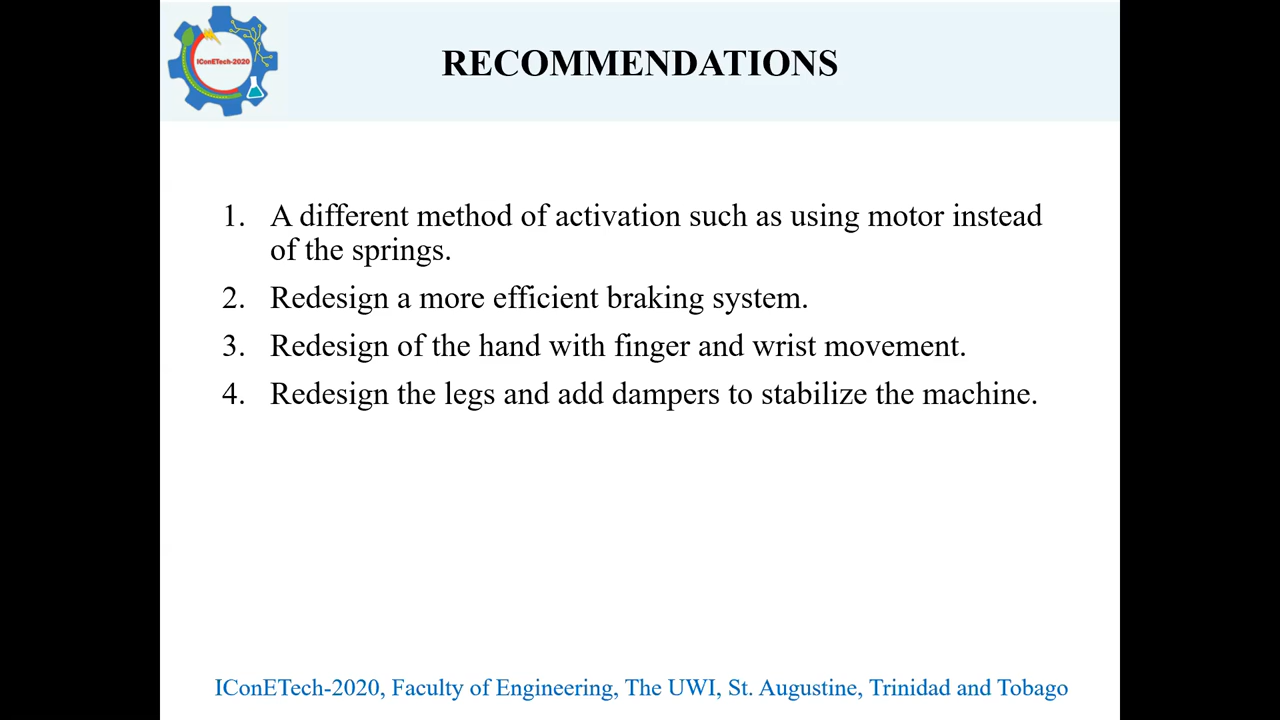 IConETech-2020
RECOMMENDATIONS
1. A different method of activation such as using motor instead
of the springs.
2. Redesign a more efficient braking system.
3. Redesign of the hand with finger and wrist movement.
4. Redesign the legs and add dampers to stabilize the machine.
IConETech-2020, Faculty of Engineering, The UWI, St. Augustine, Trinidad and Tobago